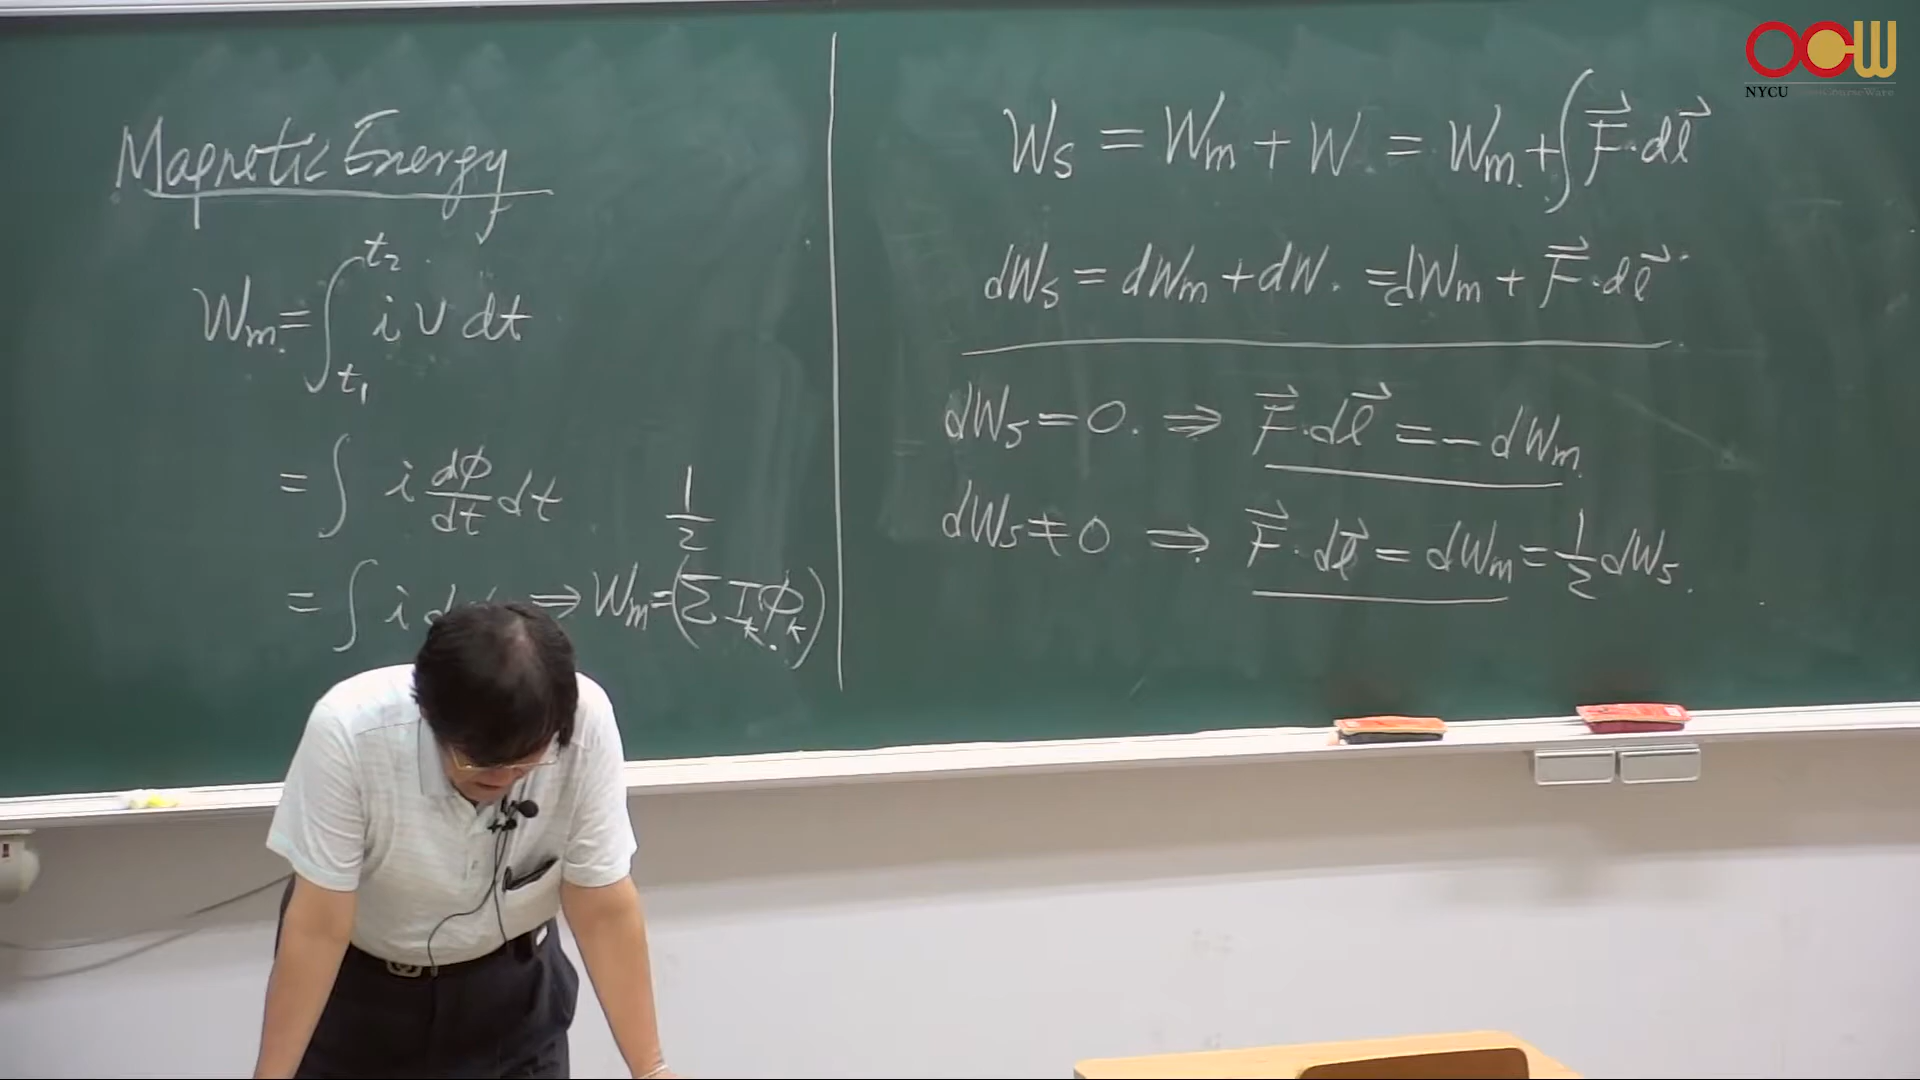 Magnetic Energy
Wm = ∫_{t1}^{t2} i v dt
= ∫ i dφ/dt dt
1/2
= ∫ i d ⇒ Wm = (Σ I_k φ_k)
Ws = Wm + W = Wm + ∫ F⃗ · dl⃗
dWs = dWm + dW = dWm + F⃗ · dl⃗
dWs = 0 ⇒ F⃗ · dl⃗ = - dWm
dWs ≠ 0 ⇒ F⃗ · dl⃗ = dWm = 1/2 dWs
OCW
NYCU OpenCourseWare